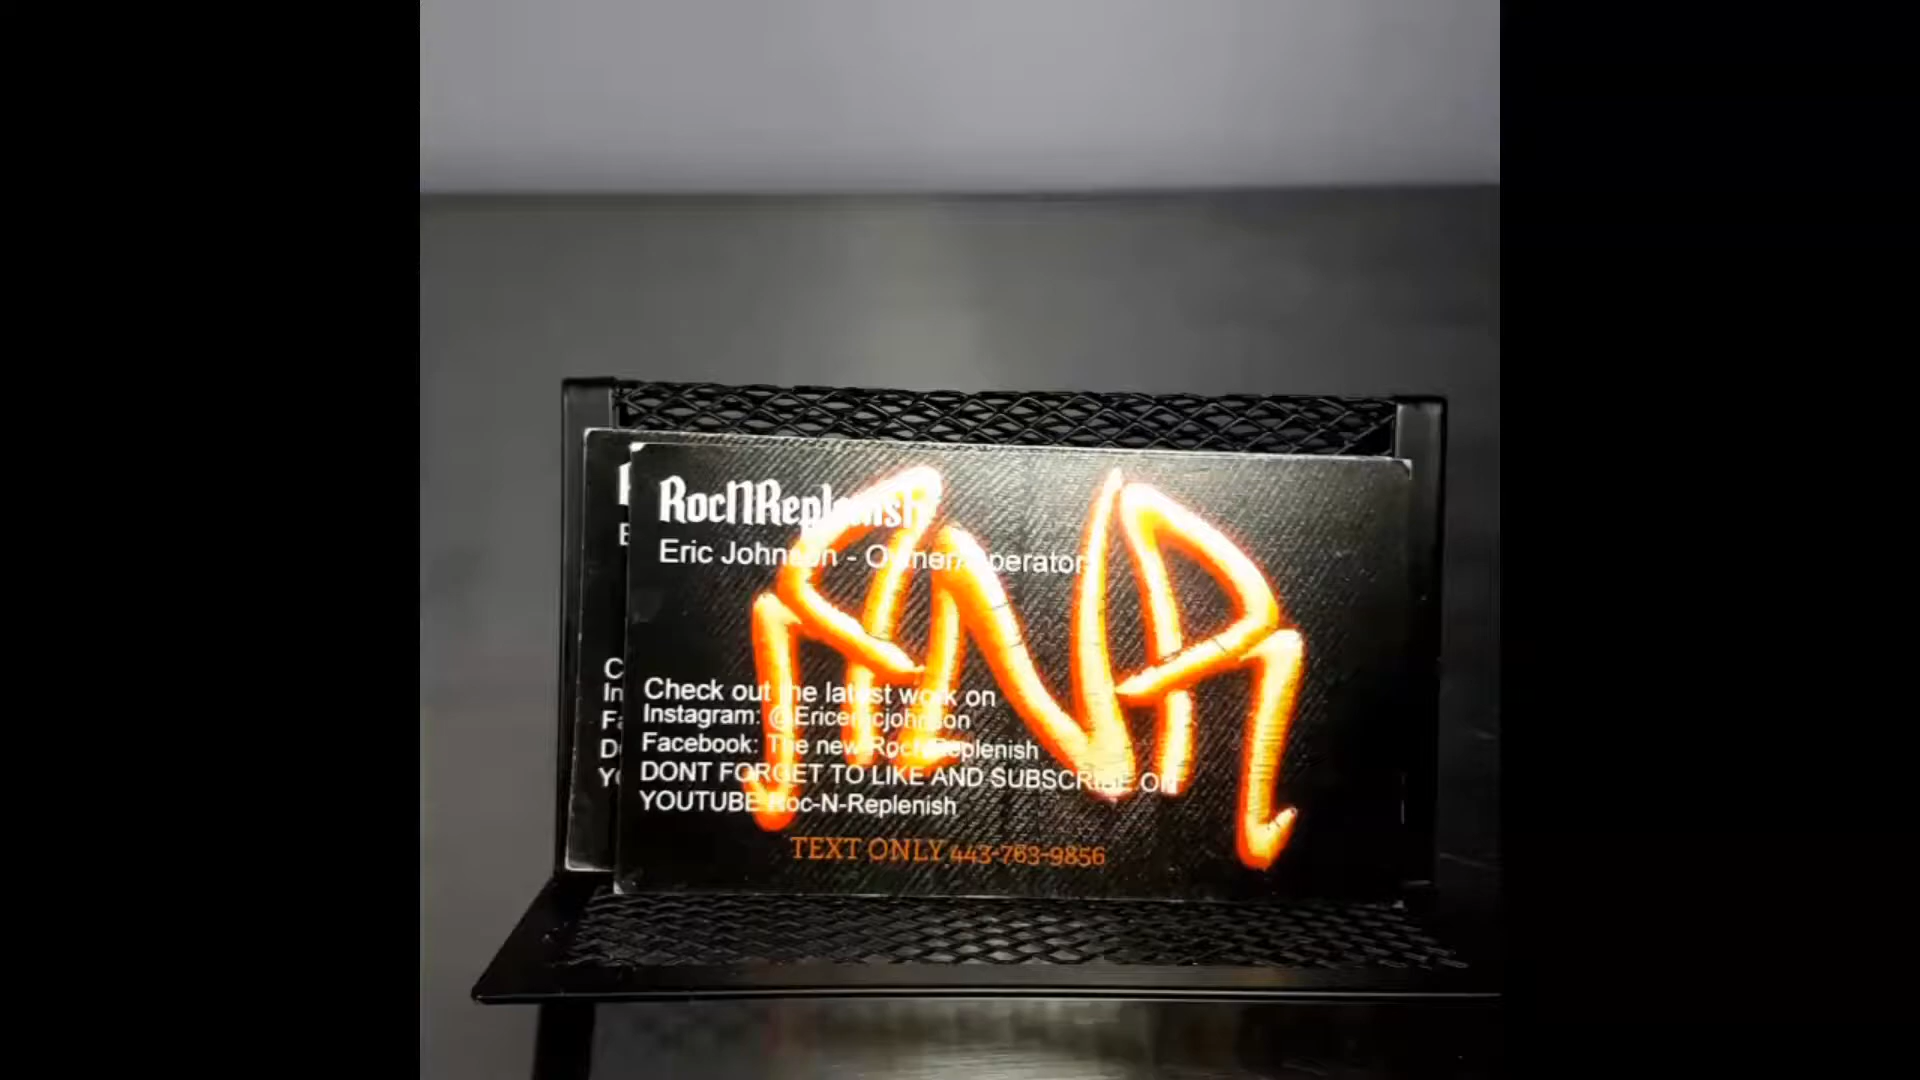 RocNReplenish
Eric Johnson - Owner/Operator
Check out the latest work on
Instagram: @Ericericjohnson
Facebook: The new RocNReplenish
DONT FORGET TO LIKE AND SUBSCRIBE ON
YOUTUBE Roc-N-Replenish
TEXT ONLY 443-763-9856
RNR